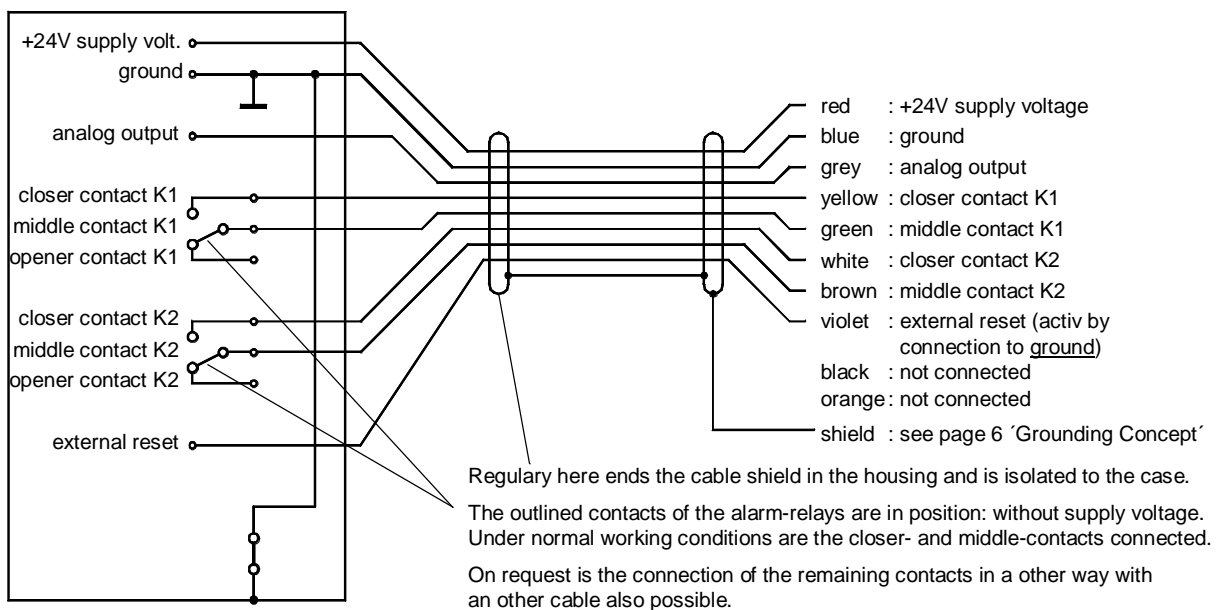 +24V supply volt.
ground
analog output
closer contact K1
middle contact K1
opener contact K1
closer contact K2
middle contact K2
opener contact K2
external reset
red : +24V supply voltage
blue : ground
grey : analog output
yellow : closer contact K1
green : middle contact K1
white : closer contact K2
brown : middle contact K2
violet : external reset (activ by
connection to ground)
black : not connected
orange : not connected
shield : see page 6 ´Grounding Concept´
Regulary here ends the cable shield in the housing and is isolated to the case.
The outlined contacts of the alarm-relays are in position: without supply voltage.
Under normal working conditions are the closer- and middle-contacts connected.
On request is the connection of the remaining contacts in a other way with
an other cable also possible.